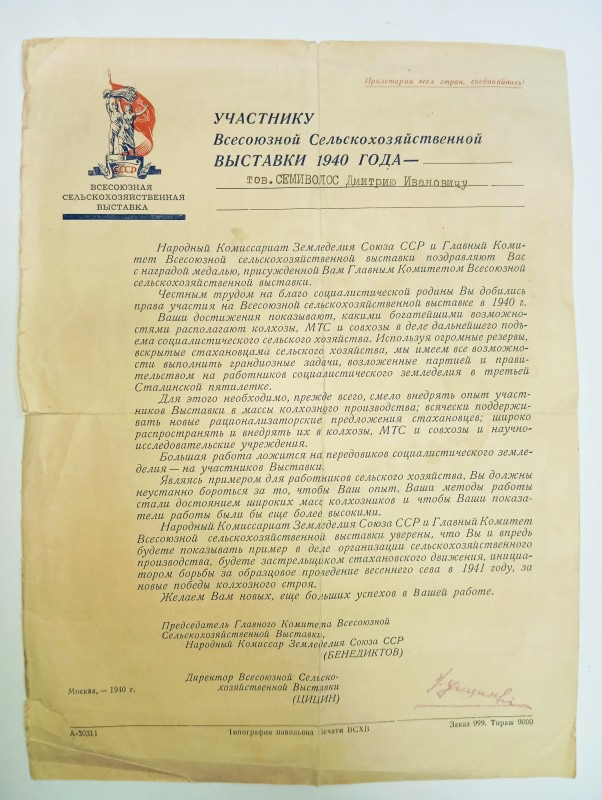 Пролетарии всех стран, соединяйтесь!
СССР
ВСЕСОЮЗНАЯ
СЕЛЬСКОХОЗЯЙСТВЕННАЯ
ВЫСТАВКА
УЧАСТНИКУ
Всесоюзной Сельскохозяйственной
ВЫСТАВКИ 1940 ГОДА—
тов. СЕМИВОЛОС Дмитрию Ивановичу
Народный Комиссариат Земледелия Союза ССР и Главный Коми-
тет Всесоюзной сельскохозяйственной выставки поздравляют Вас
с наградой медалью, присужденной Вам Главным Комитетом Всесоюзной
сельскохозяйственной выставки.
Честным трудом на благо социалистической родины Вы добились
права участия на Всесоюзной сельскохозяйственной выставке в 1940 г.
Ваши достижения показывают, какими богатейшими возможно-
стями располагают колхозы, МТС и совхозы в деле дальнейшего подъ-
ема социалистического сельского хозяйства. Используя огромные резервы,
вскрытые стахановцами сельского хозяйства, мы имеем все возможно-
сти выполнить грандиозные задачи, возложенные партией и прави-
тельством на работников социалистического земледелия в третьей
Сталинской пятилетке.
Для этого необходимо, прежде всего, смело внедрять опыт участ-
ников Выставки в массы колхозного производства; всячески поддержи-
вать новые рационализаторские предложения стахановцев; широко
распространять и внедрять их в колхозы, МТС и совхозы и научно-
исследовательские учреждения.
Большая работа ложится на передовиков социалистического земле-
делия — на участников Выставки.
Являясь примером для работников сельского хозяйства, Вы должны
неустанно бороться за то, чтобы Ваш опыт, Ваши методы работы
стали достоянием широких масс колхозников и чтобы Ваши показа-
тели работы были бы еще более высокими.
Народный Комиссариат Земледелия Союза ССР и Главный Комитет
Всесоюзной сельскохозяйственной выставки уверены, что Вы и впредь
будете показывать пример в деле организации сельскохозяйственного
производства, будете застрельщиком стахановского движения, инициа-
тором борьбы за образцовое проведение весеннего сева в 1941 году, за
новые победы колхозного строя.
Желаем Вам новых, еще больших успехов в Вашей работе.
Председатель Главного Комитета Всесоюзной
Сельскохозяйственной Выставки,
Народный Комиссар Земледелия Союза ССР
(БЕНЕДИКТОВ)
Директор Всесоюзной Сельско-
хозяйственной Выставки
(ЦИЦИН)
Москва, — 1940 г.
А-30311
Типография павильона Печати ВСХВ
Заказ 999. Тираж 9000